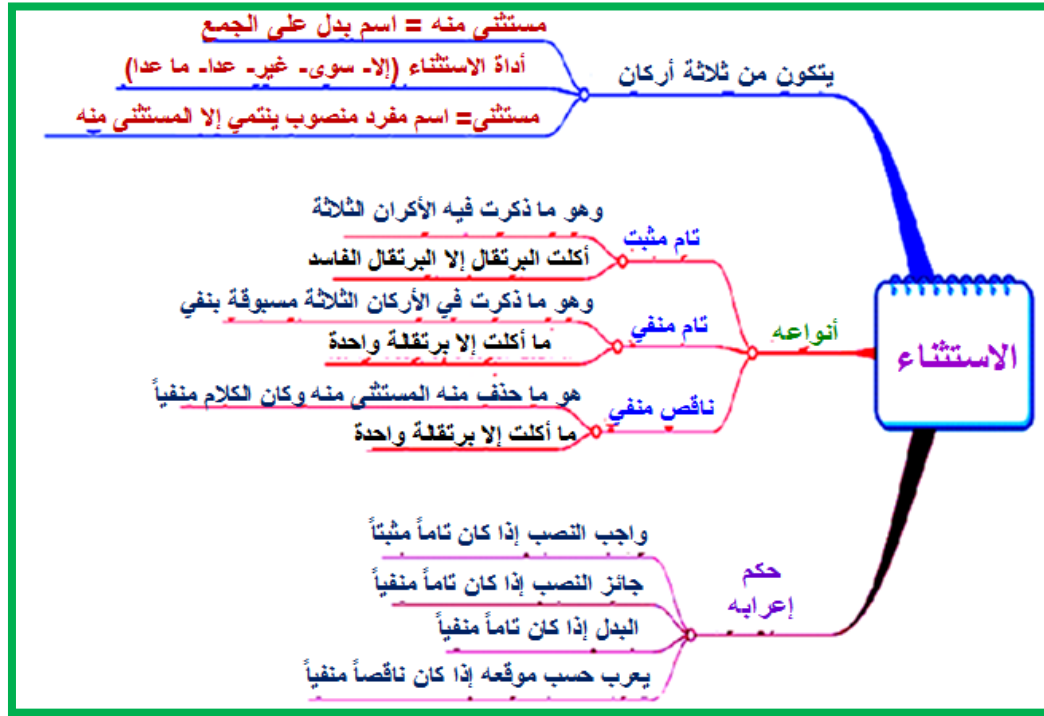 الاستثناء
يتكون من ثلاثة أركان
مستثنى منه = اسم يدل على الجمع
أداة الاستثناء (إلا- سوى- غير- عدا- ما عدا)
مستثنى= اسم مفرد منصوب ينتمي إلا المستثنى منه
أنواعه
تام مثبت
وهو ما ذكرت فيه الأكران الثلاثة
أكلت البرتقال إلا البرتقال الفاسد
تام منفي
وهو ما ذكرت في الأركان الثلاثة مسبوقة بنفي
ما أكلت إلا برتقالة واحدة
ناقص منفي
هو ما حذف منه المستثنى منه وكان الكلام منفياً
ما أكلت إلا برتقالة واحدة
حكم
إعرابه
واجب النصب إذا كان تاماً مثبتاً
جائز النصب إذا كان تاماً منفياً
البدل إذا كان تاماً منفياً
يعرب حسب موقعه إذا كان ناقصاً منفياً